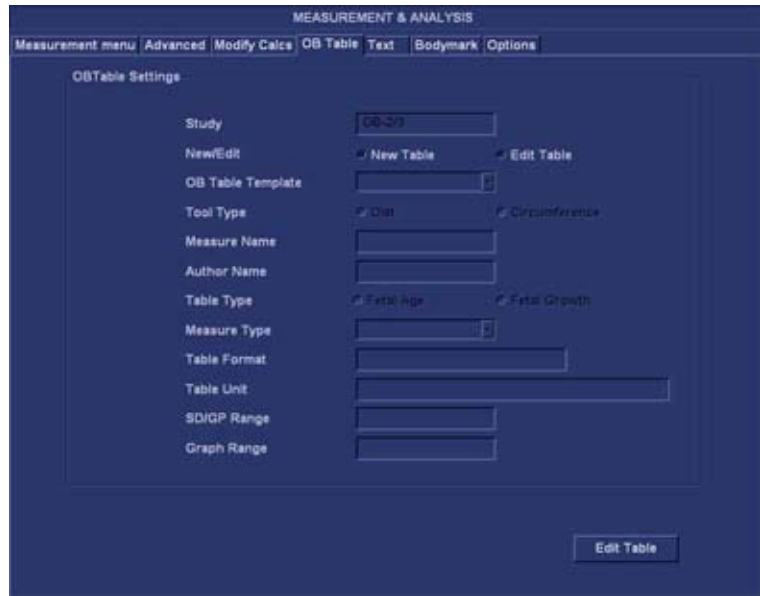 MEASUREMENT & ANALYSIS
Measurement menu Advanced Modify Calcs OB Table Text Bodymark Options
OBTable Settings
Study OB-2/3
New/Edit New Table Edit Table
OB Table Template
Tool Type Dist Circumference
Measure Name
Author Name
Table Type Fetal Age Fetal Growth
Measure Type
Table Format
Table Unit
SD/GP Range
Graph Range
Edit Table